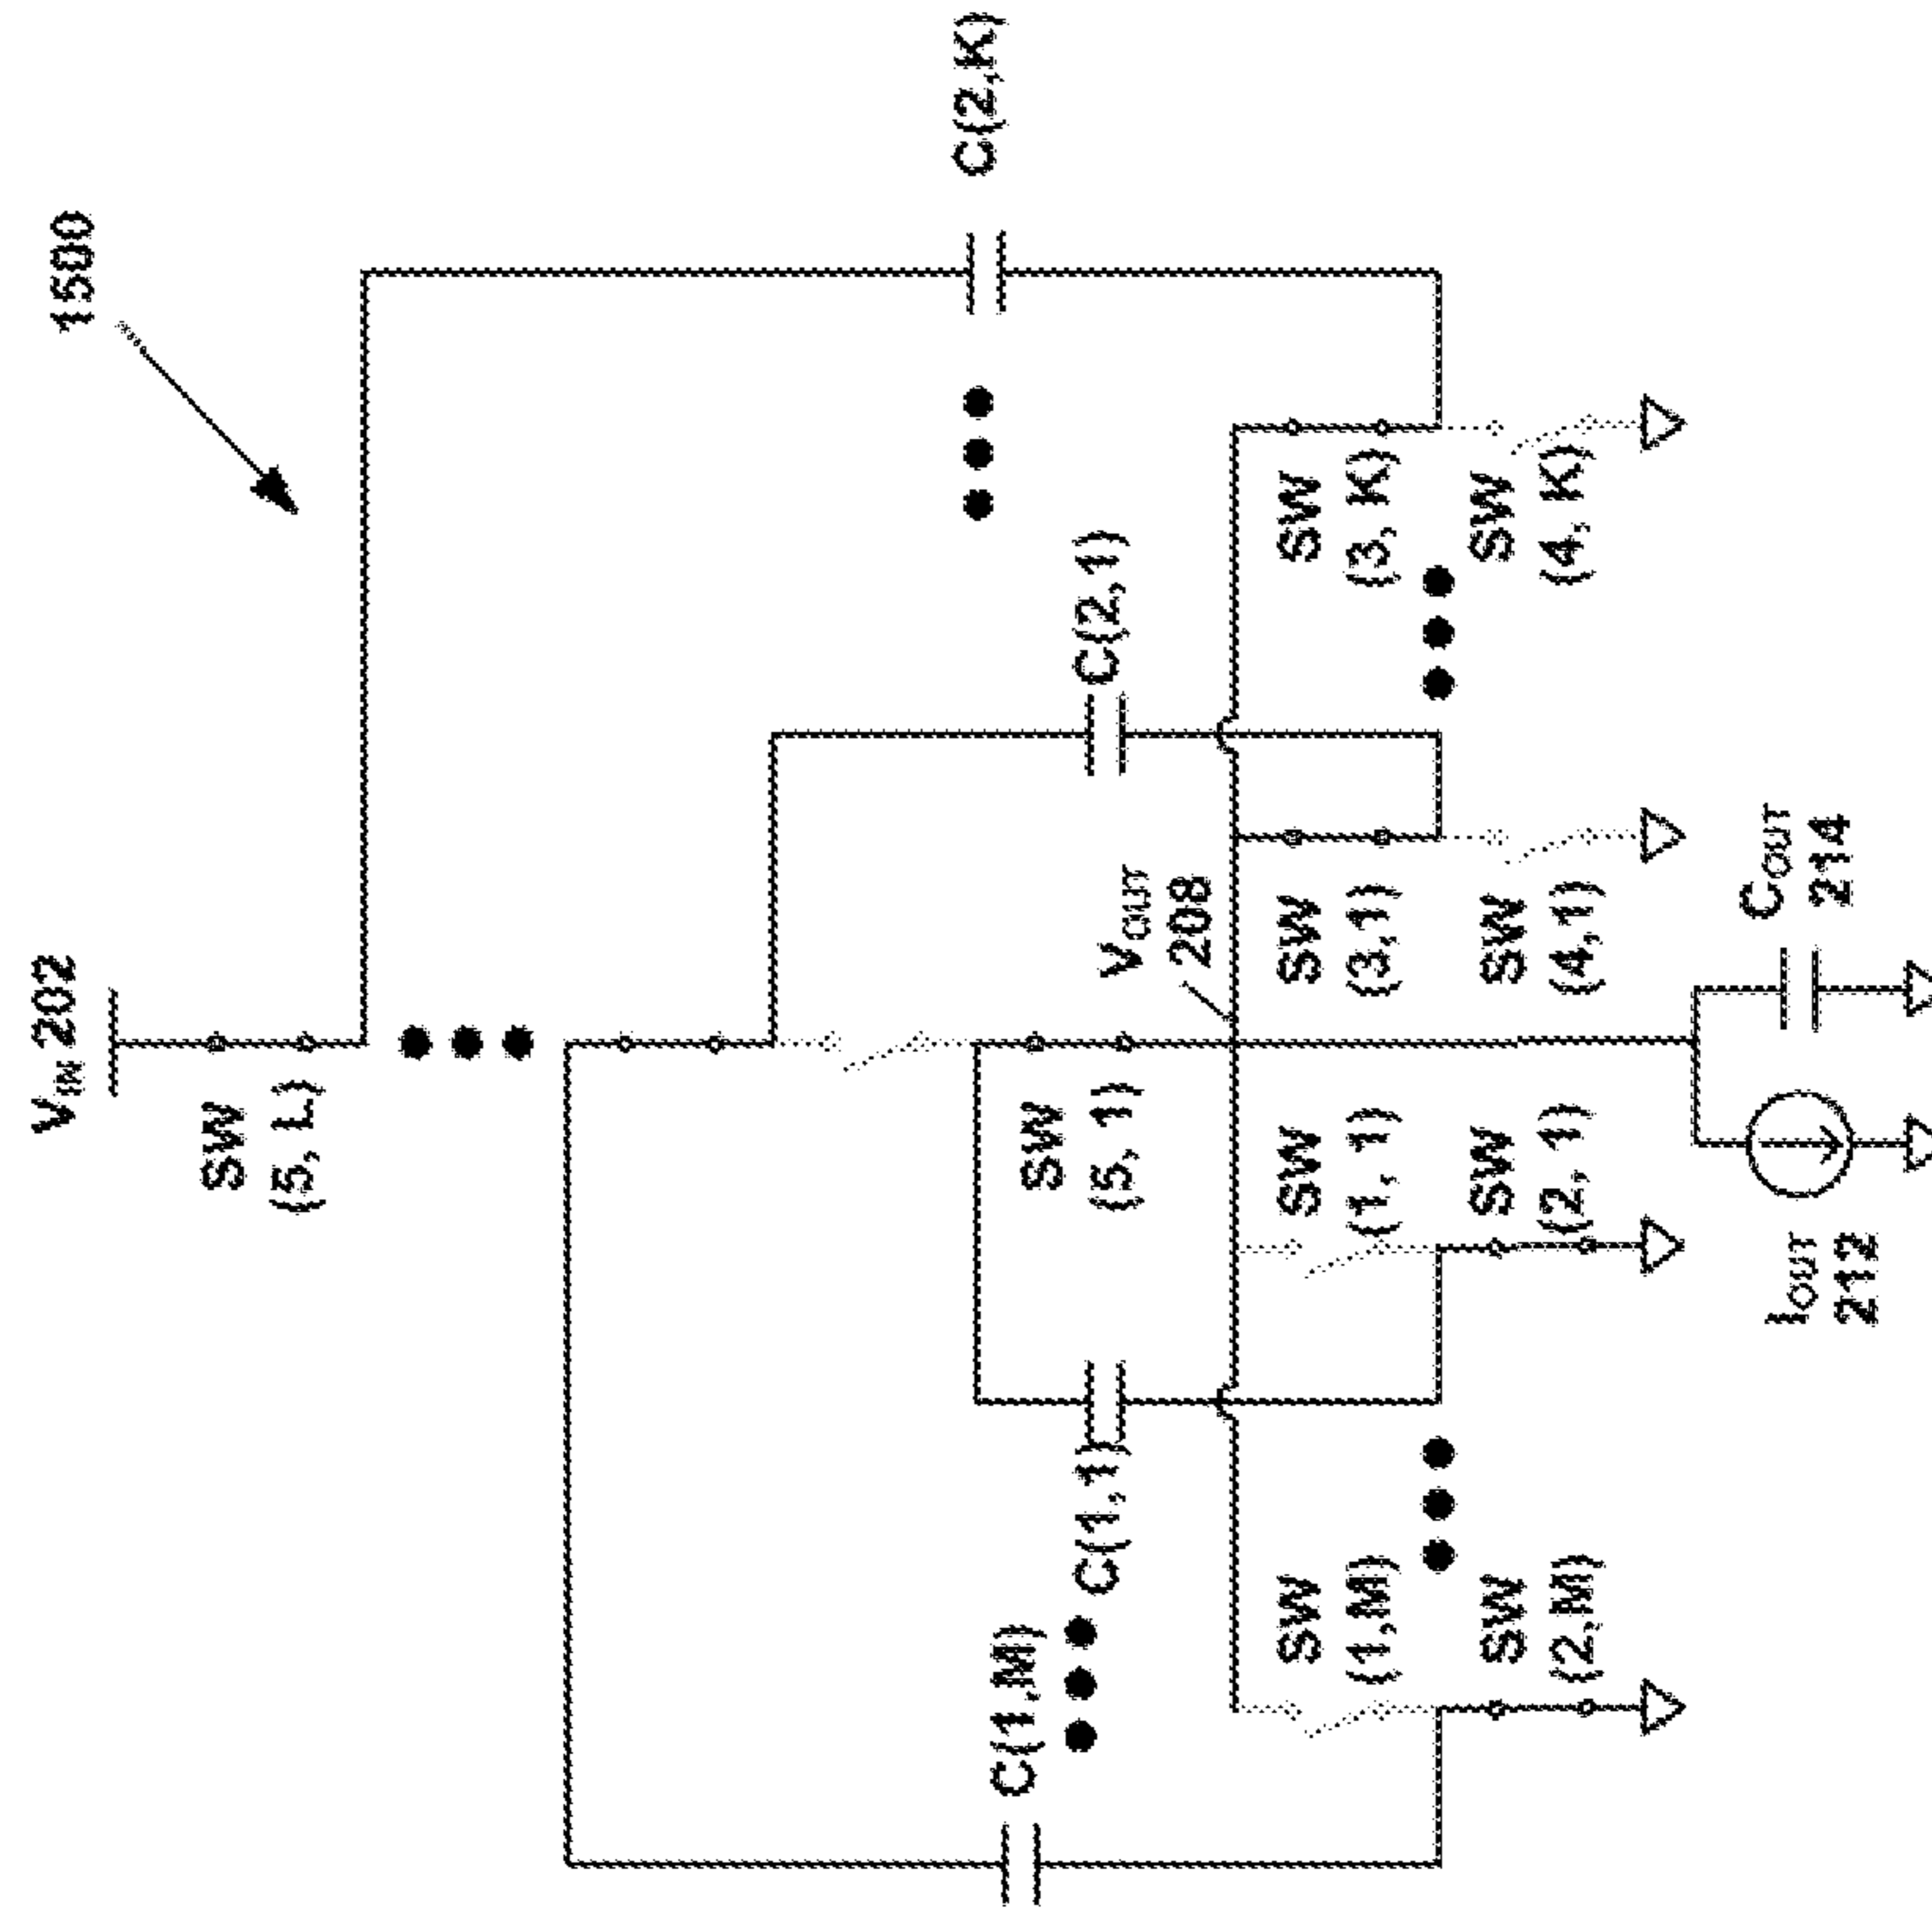 1500
V_IN 202
SW
(5, L)
C(2,K)
C(2,1)
V_OUT
208
SW
(5, 1)
C(1,M)
C(1,1)
SW
(1,M)
SW
(1, 1)
SW
(3,1)
SW
(3, K)
SW
(2,M)
SW
(2, 1)
SW
(4,1)
SW
(4, K)
I_OUT
212
C_OUT
214